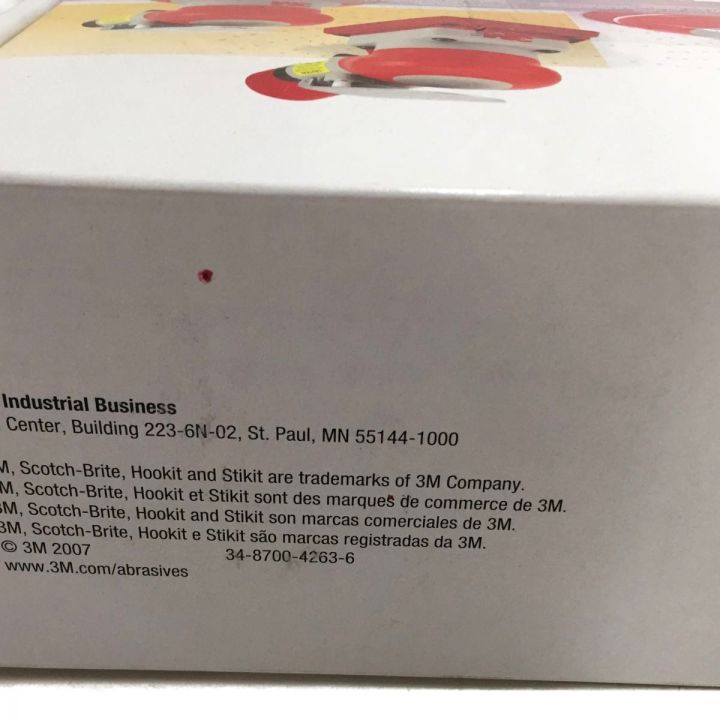 Industrial Business
Center, Building 223-6N-02, St. Paul, MN 55144-1000
M, Scotch-Brite, Hookit and Stikit are trademarks of 3M Company.
M, Scotch-Brite, Hookit et Stikit sont des marques de commerce de 3M.
3M, Scotch-Brite, Hookit and Stikit son marcas comerciales de 3M.
3M, Scotch-Brite, Hookit e Stikit são marcas registradas da 3M.
© 3M 2007 34-8700-4263-6
www.3M.com/abrasives